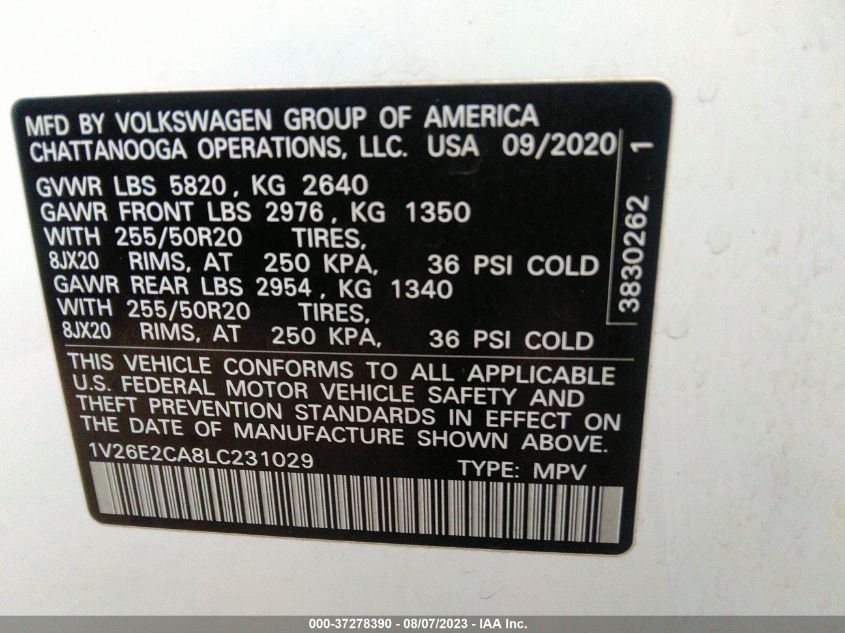 MFD BY VOLKSWAGEN GROUP OF AMERICA
CHATTANOOGA OPERATIONS, LLC. USA 09/2020
GVWR LBS 5820, KG 2640
GAWR FRONT LBS 2976, KG 1350
WITH 255/50R20 TIRES,
8JX20 RIMS, AT 250 KPA, 36 PSI COLD
GAWR REAR LBS 2954, KG 1340
WITH 255/50R20 TIRES,
8JX20 RIMS, AT 250 KPA, 36 PSI COLD
THIS VEHICLE CONFORMS TO ALL APPLICABLE
U.S. FEDERAL MOTOR VEHICLE SAFETY AND
THEFT PREVENTION STANDARDS IN EFFECT ON
THE DATE OF MANUFACTURE SHOWN ABOVE.
1V26E2CA8LC231029 TYPE: MPV
3830262 1
000-37278390 - 08/07/2023 - IAA Inc.